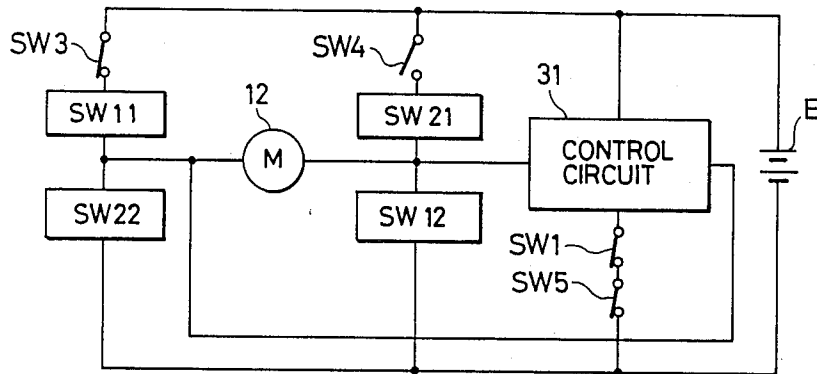 SW3
SW4
SW11
12
SW21
31
E
M
CONTROL
CIRCUIT
SW22
SW12
SW1
SW5